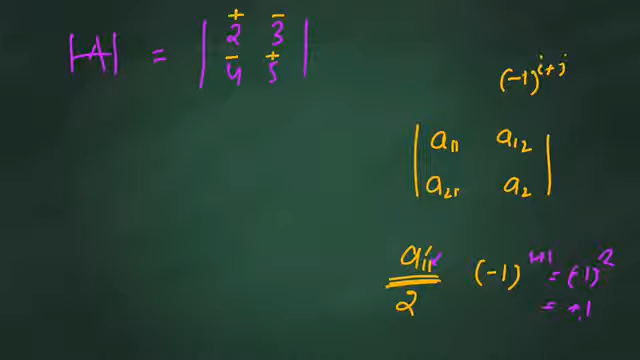 |A| = | 2 3 |
| 4 5 |
+ −
− +
(-1)^{i+j}
| a₁₁ a₁₂ |
| a₂₁ a₂ |
a₁₁ (-1)^{1+1} = (-1)²
2 = +1